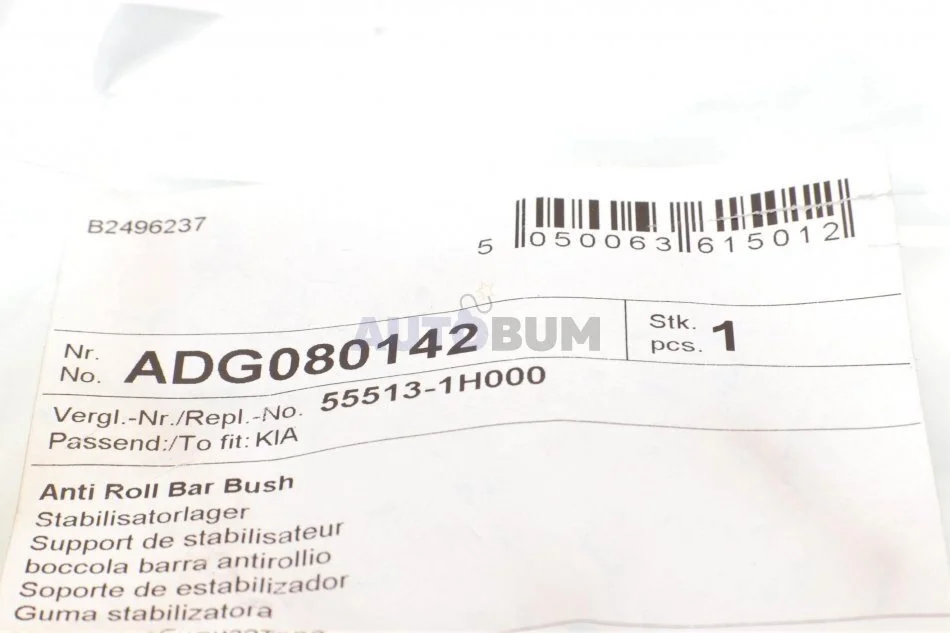 B2496237
5 050063 615012
AUTOBUM
Nr.
No. ADG080142
Stk.
pcs. 1
Vergl.-Nr./Repl.-No. 55513-1H000
Passend:/To fit: KIA
Anti Roll Bar Bush
Stabilisatorlager
Support de stabilisateur
boccola barra antirollio
Soporte de estabilizador
Guma stabilizatora